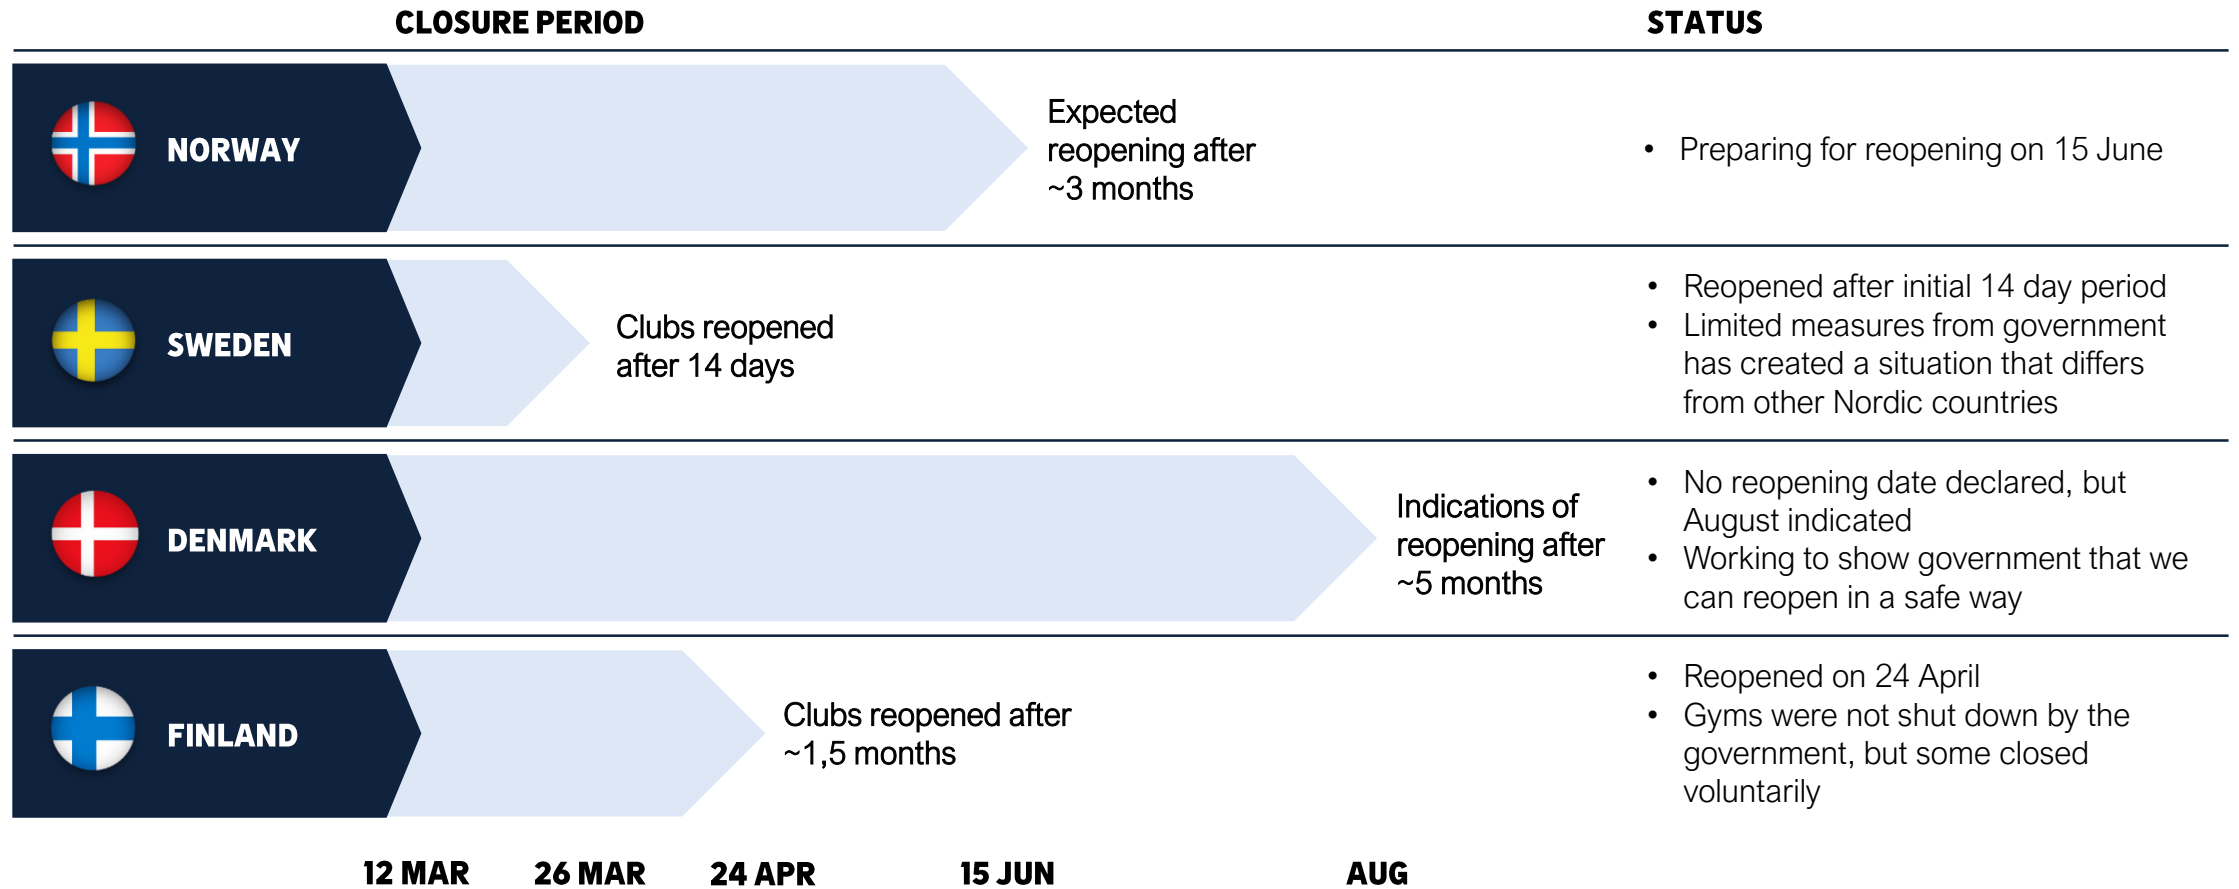 CLOSURE PERIOD
STATUS
NORWAY
Expected
reopening after
~3 months
• Preparing for reopening on 15 June
SWEDEN
Clubs reopened
after 14 days
• Reopened after initial 14 day period
• Limited measures from government
has created a situation that differs
from other Nordic countries
DENMARK
Indications of
reopening after
~5 months
• No reopening date declared, but
August indicated
• Working to show government that we
can reopen in a safe way
FINLAND
Clubs reopened after
~1,5 months
• Reopened on 24 April
• Gyms were not shut down by the
government, but some closed
voluntarily
12 MAR
26 MAR
24 APR
15 JUN
AUG